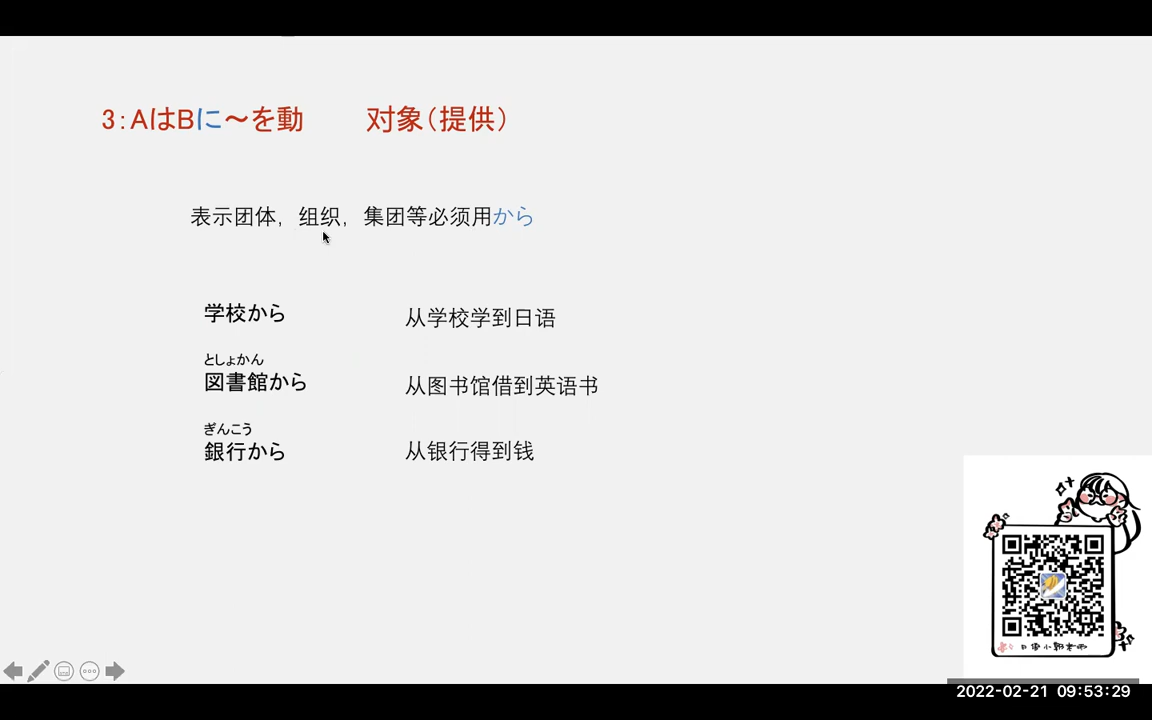 3：AはBに～を動 对象（提供）
表示团体，组织，集团等必须用から
学校から 从学校学到日语
としょかん
図書館から 从图书馆借到英语书
ぎんこう
銀行から 从银行得到钱
2022-02-21 09:53:29